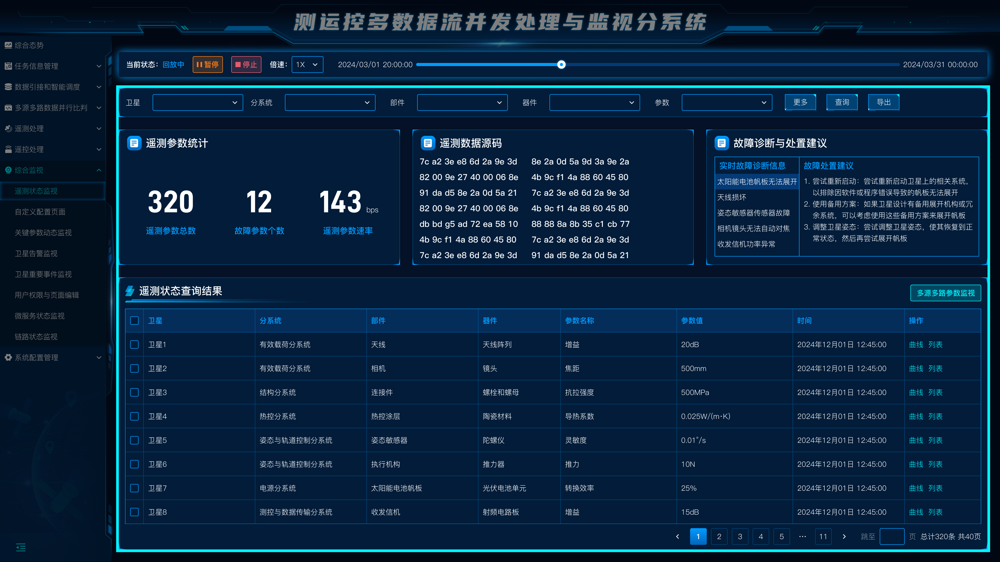 测运控多数据流并发处理与监视分系统
综合态势
任务信息管理
数据引接和智能调度
多源多路数据并行比判
遥测处理
遥控处理
综合监视
遥测状态监视
自定义配置页面
关键参数动态监视
卫星告警监视
卫星重要事件监视
用户权限与页面编辑
微服务状态监视
链路状态监视
系统配置管理
当前状态：回放中 暂停 停止 倍速： 1X 2024/03/01 20:00:00 2024/03/31 00:00:00
卫星 分系统 部件 器件 参数 更多 查询 导出
遥测参数统计
320 12 143 bps
遥测参数总数 故障参数个数 遥测参数速率
遥测数据源码
7c a2 3e e8 6d 2a 9e 3d 8e 2a 0d 5a 9d 3a 9e 2a
82 00 9e 27 40 00 06 8e 4b 9c f1 4a 88 60 45 80
91 da d5 8e 2a 0d 5a 21 7c a2 3e e8 6d 2a 9e 3d
82 00 9e 27 40 00 06 8e 4b 9c f1 4a 88 60 45 80
db bd g5 ad 72 ea 58 10 88 88 8a 8b 35 c1 cb 77
4b 9c f1 4a 88 60 45 80 7c a2 3e e8 6d 2a 9e 3d
7c a2 3e e8 6d 2a 9e 3d 91 da d5 8e 2a 0d 5a 21
故障诊断与处置建议
实时故障诊断信息
太阳能电池帆板无法展开
天线损坏
姿态敏感器传感器故障
相机镜头无法自动对焦
收发信机功率异常
故障处置建议
1. 尝试重新启动：尝试重新启动卫星上的相关系统，
以排除因软件或程序错误导致的帆板无法展开
2. 使用备用方案：如果卫星设计有备用展开机构或冗
余系统，可以考虑使用这些备用方案来展开帆板
3. 调整卫星姿态：尝试调整卫星姿态，使其恢复到正
常状态，然后再尝试展开帆板
遥测状态查询结果
多源多路参数监视
卫星 分系统 部件 器件 参数名称 参数值 时间 操作
卫星1 有效载荷分系统 天线 天线阵列 增益 20dB 2024年12月01日 12:45:00 曲线 列表
卫星2 有效载荷分系统 相机 镜头 焦距 500mm 2024年12月01日 12:45:00 曲线 列表
卫星3 结构分系统 连接件 螺栓和螺母 抗拉强度 500MPa 2024年12月01日 12:45:00 曲线 列表
卫星4 热控分系统 热控涂层 陶瓷材料 导热系数 0.025W/(m·K) 2024年12月01日 12:45:00 曲线 列表
卫星5 姿态与轨道控制分系统 姿态敏感器 陀螺仪 灵敏度 0.01°/s 2024年12月01日 12:45:00 曲线 列表
卫星6 姿态与轨道控制分系统 执行机构 推力器 推力 10N 2024年12月01日 12:45:00 曲线 列表
卫星7 电源分系统 太阳能电池帆板 光伏电池单元 转换效率 25% 2024年12月01日 12:45:00 曲线 列表
卫星8 测控与数据传输分系统 收发信机 射频电路板 增益 15dB 2024年12月01日 12:45:00 曲线 列表
1 2 3 4 5 ··· 11 跳至 页 总计320条 共40页